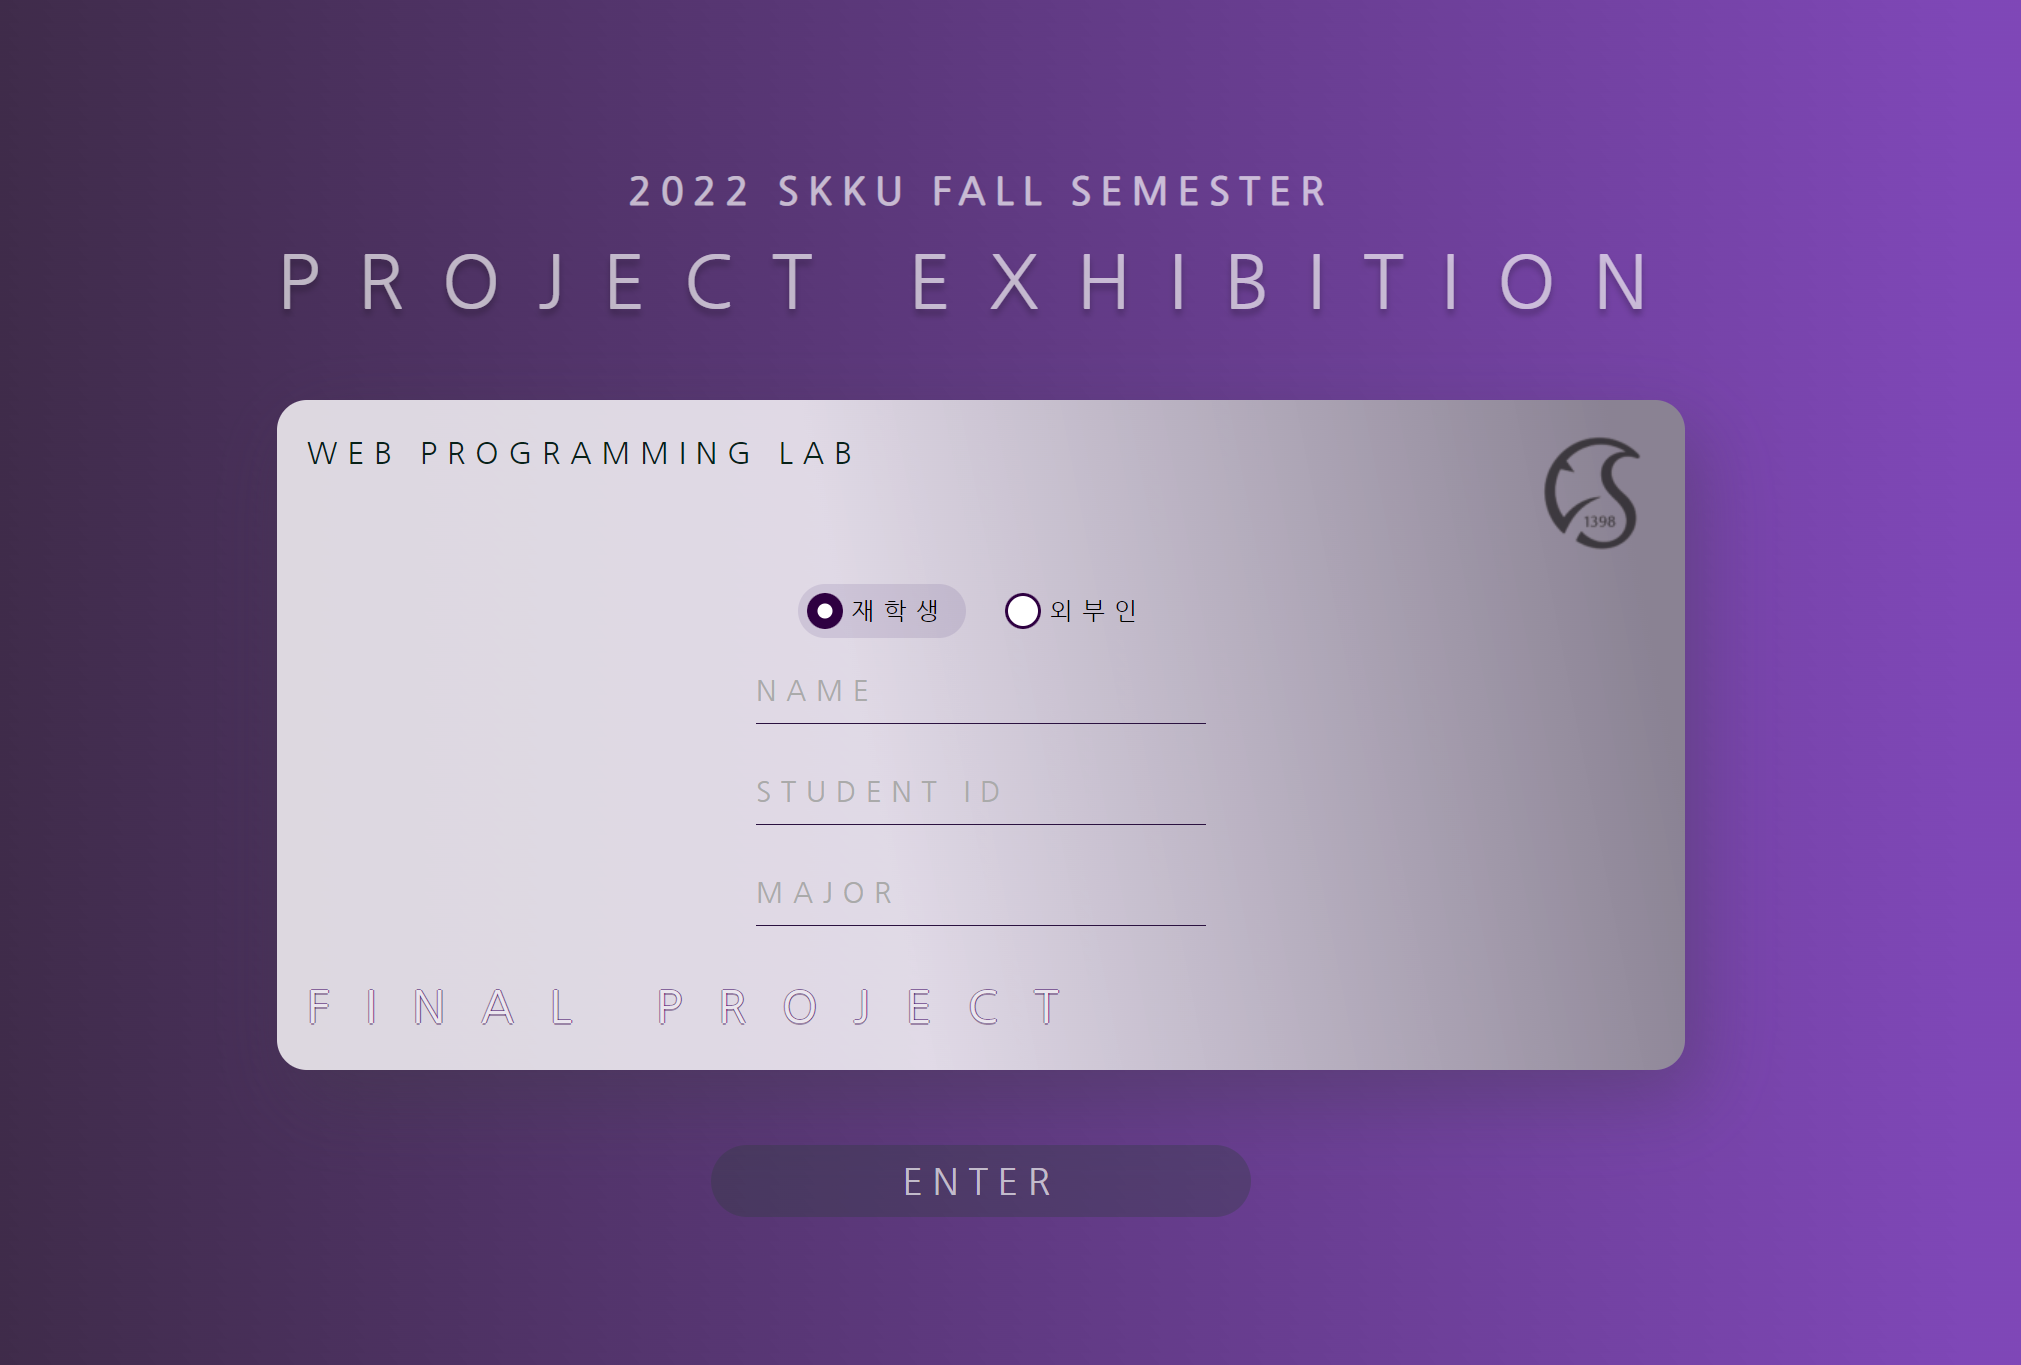 2022 SKKU FALL SEMESTER
PROJECT EXHIBITION
WEB PROGRAMMING LAB
1398
재학생 외부인
NAME
STUDENT ID
MAJOR
FINAL PROJECT
ENTER